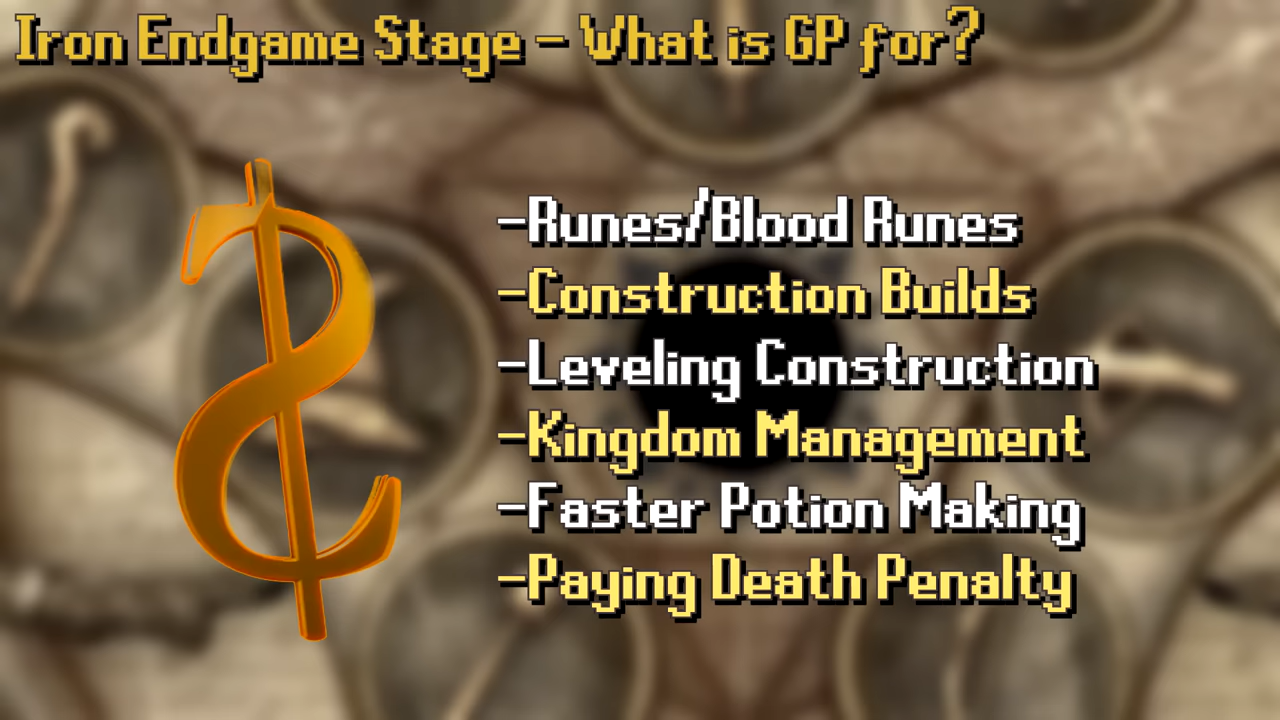 Iron Endgame Stage - What is GP for?
-Runes/Blood Runes
-Construction Builds
-Leveling Construction
-Kingdom Management
-Faster Potion Making
-Paying Death Penalty